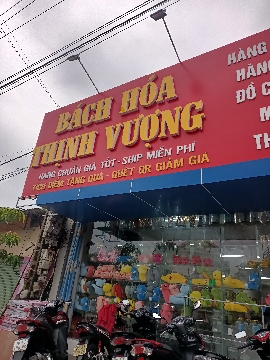 BÁCH HÓA
THỊNH VƯỢNG
HÀNG CHUẨN GIÁ TỐT - SHIP MIỄN PHÍ
TÍCH ĐIỂM TẶNG QUÀ - QUÉT QR GIẢM GIÁ
HÀNG
HÀNG
ĐỒ C
M
TH